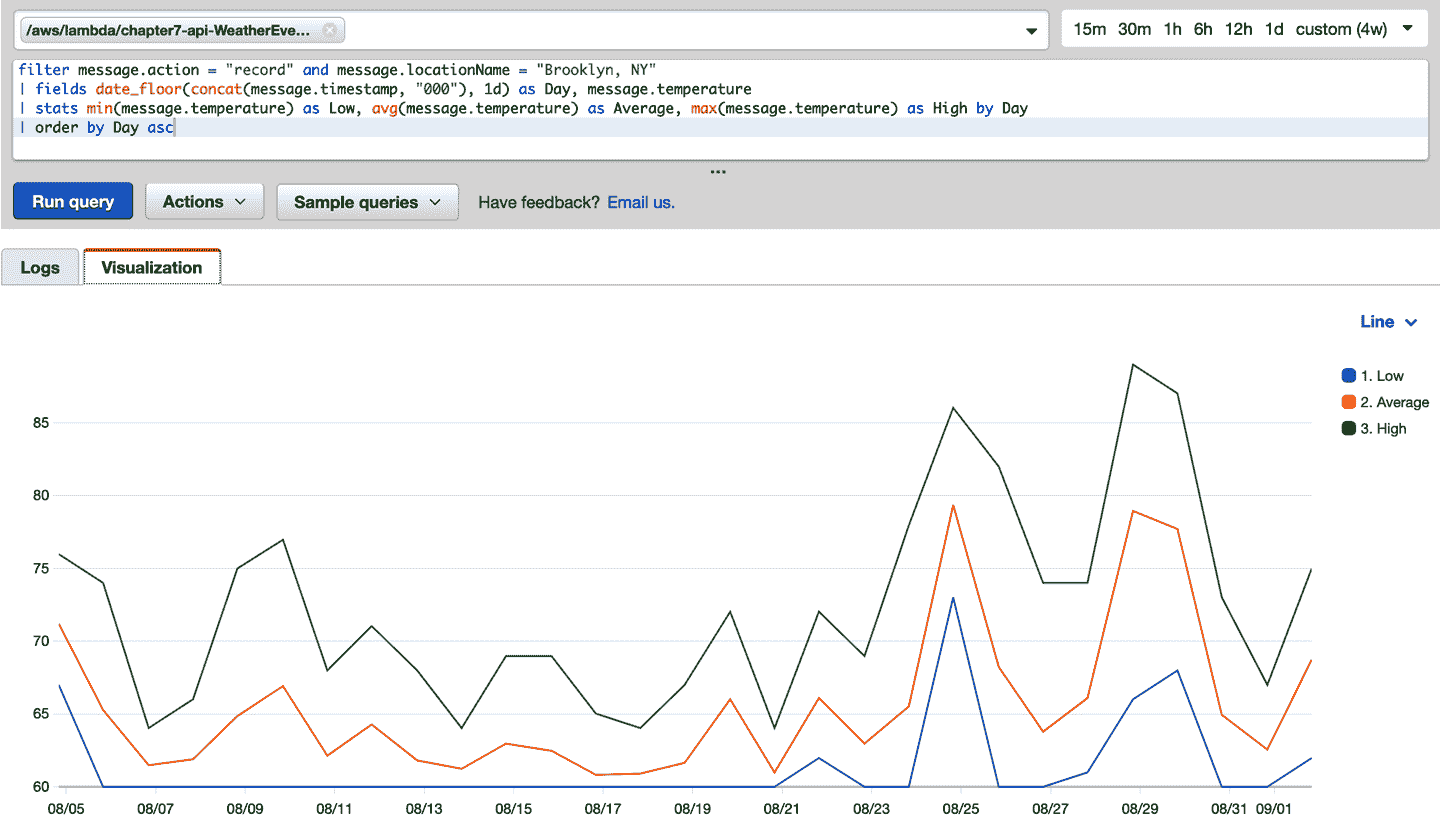 /aws/lambda/chapter7-api-WeatherEve...
15m 30m 1h 6h 12h 1d custom (4w)
filter message.action = "record" and message.locationName = "Brooklyn, NY"
| fields date_floor(concat(message.timestamp, "000"), 1d) as Day, message.temperature
| stats min(message.temperature) as Low, avg(message.temperature) as Average, max(message.temperature) as High by Day
| order by Day asc
Run query
Actions
Sample queries
Have feedback? Email us.
Logs
Visualization
Line
1. Low
2. Average
3. High
85
80
75
70
65
60
08/05 08/07 08/09 08/11 08/13 08/15 08/17 08/19 08/21 08/23 08/25 08/27 08/29 08/31 09/01